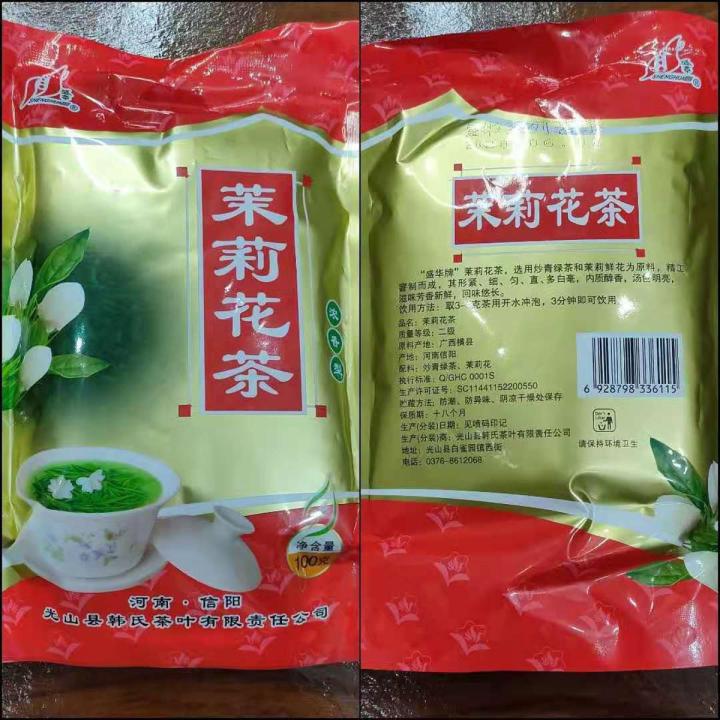 盛华
SHENGHUA
®
茉莉花茶
浓香型
净含量
100克
河南·信阳
光山县韩氏茶叶有限责任公司
盛华
SHENGHUA
®
茉莉花茶
“盛华牌”茉莉花茶，选用炒青绿茶和茉莉鲜花为原料，精工
窨制而成，其形紧、细、匀、直、多白毫，内质醇香，汤色明亮，
滋味芳香新鲜，回味悠长。
饮用方法：取3-克茶用开水冲泡，3分钟即可饮用
品名：茉莉花茶
质量等级：二级
原料产地：广西横县
产地：河南信阳
配料：炒青绿茶、茉莉花
执行标准：Q/GHC 0001S
生产许可证号：SC11441152200550
贮藏方法：防潮、防异味、阴凉干燥处保存
保质期：十八个月
生产(分装)日期：见喷码印记
生产(分装)商：光山县韩氏茶叶有限责任公司
地址：光山县白雀园镇西街
电话：0376-8612068
6 928798 336115
请保持环境卫生